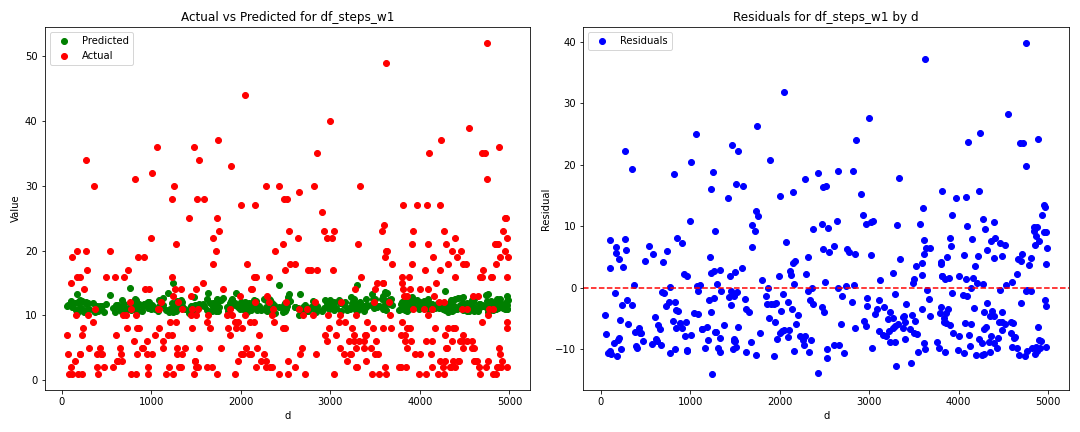 Actual vs Predicted for df_steps_w1
Predicted
Actual
Value
50
40
30
20
10
0
0 1000 2000 3000 4000 5000
d
Residuals for df_steps_w1 by d
Residuals
Residual
40
30
20
10
0
−10
0 1000 2000 3000 4000 5000
d